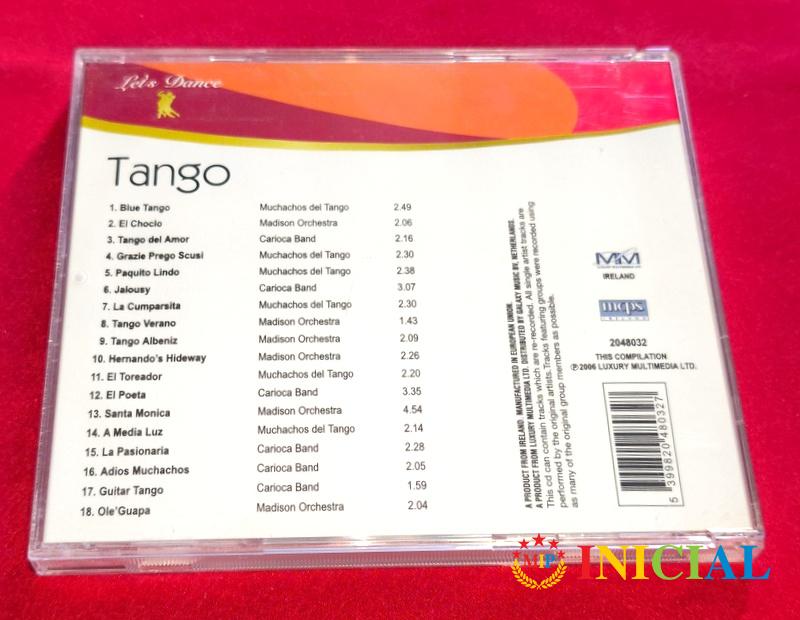 Let's Dance
Tango
1. Blue Tango Muchachos del Tango 2.49
2. El Choclo Madison Orchestra 2.06
3. Tango del Amor Carioca Band 2.16
4. Grazie Prego Scusi Muchachos del Tango 2.30
5. Paquito Lindo Muchachos del Tango 2.38
6. Jalousy Carioca Band 3.07
7. La Cumparsita Muchachos del Tango 2.30
8. Tango Verano Madison Orchestra 1.43
9. Tango Albeniz Madison Orchestra 2.09
10. Hernando's Hideway Madison Orchestra 2.26
11. El Toreador Muchachos del Tango 2.20
12. El Poeta Carioca Band 3.35
13. Santa Monica Madison Orchestra 4.54
14. A Media Luz Muchachos del Tango 2.14
15. La Pasionaria Carioca Band 2.28
16. Adios Muchachos Carioca Band 2.05
17. Guitar Tango Carioca Band 1.59
18. Ole'Guapa Madison Orchestra 2.04
A PRODUCT FROM IRELAND. MANUFACTURED IN EUROPEAN UNION.
A PRODUCT FROM LUXURY MULTIMEDIA LTD. DISTRIBUTED BY GALAXY MUSIC BV, NETHERLANDS.
This cd can contain tracks which are re-recorded. All single artist tracks are
performed by the original artists.Tracks featuring groups were recorded using
as many of the original group members as possible.
IRELAND
mcps
IRELAND
2048032
THIS COMPILATION
℗ 2006 LUXURY MULTIMEDIA LTD.
5 399820 480327
MP INICIAL